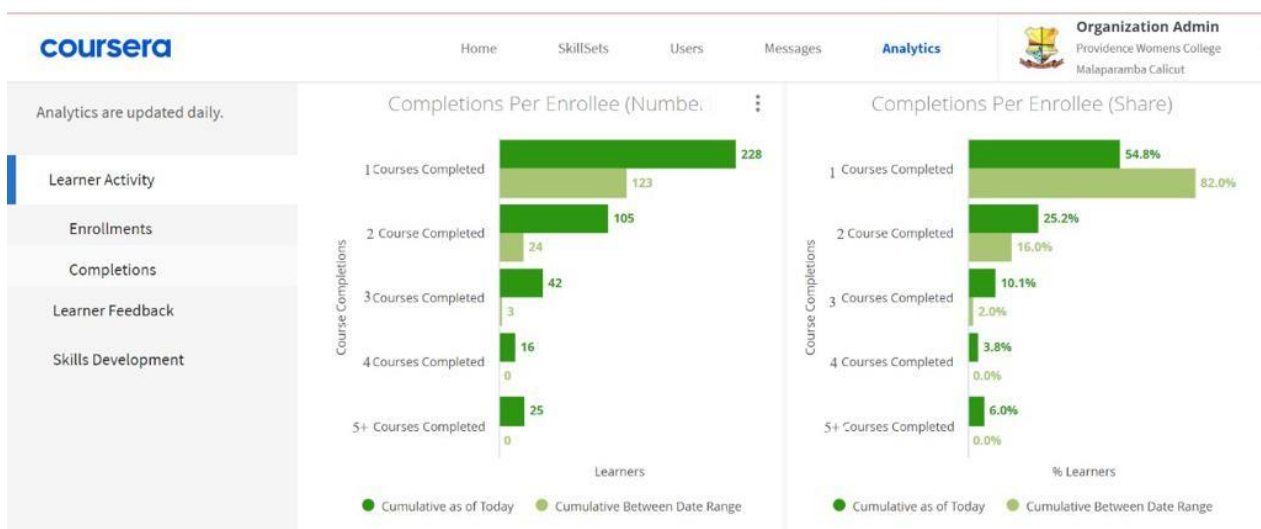 coursera
Home SkillSets Users Messages Analytics
Organization Admin
Providence Womens College
Malaparamba Calicut
Analytics are updated daily.
Learner Activity
Enrollments
Completions
Learner Feedback
Skills Development
Completions Per Enrollee (Number
Course Completions
1 Courses Completed
228
123
2 Course Completed
105
24
3 Courses Completed
42
3
4 Courses Completed
16
0
5+ Courses Completed
25
0
Learners
Cumulative as of Today Cumulative Between Date Range
Completions Per Enrollee (Share)
Course Completions
1 Courses Completed
54.8%
82.0%
2 Course Completed
25.2%
16.0%
3 Courses Completed
10.1%
2.0%
4 Courses Completed
3.8%
0.0%
5+ Courses Completed
6.0%
0.0%
% Learners
Cumulative as of Today Cumulative Between Date Range